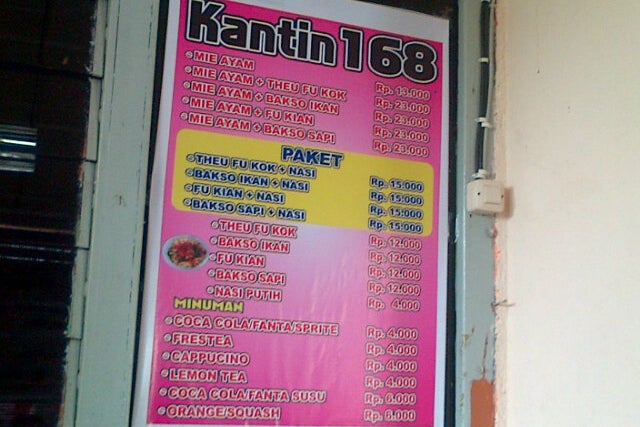 Kantin 168
MIE AYAM Rp. 13.000
MIE AYAM + THEU FU KOK Rp. 23.000
MIE AYAM + BAKSO IKAN Rp. 23.000
MIE AYAM + FU KIAN Rp. 23.000
MIE AYAM + BAKSO SAPI Rp. 23.000
PAKET
THEU FU KOK + NASI Rp. 15.000
BAKSO IKAN + NASI Rp. 15.000
FU KIAN + NASI Rp. 15.000
BAKSO SAPI + NASI Rp. 15.000
THEU FU KOK Rp. 12.000
BAKSO IKAN Rp. 12.000
FU KIAN Rp. 12.000
BAKSO SAPI Rp. 12.000
NASI PUTIH Rp. 4.000
MINUMAN
COCA COLA/FANTA/SPRITE Rp. 4.000
FRESTEA Rp. 4.000
CAPPUCINO Rp. 4.000
LEMON TEA Rp. 4.000
COCA COLA/FANTA SUSU Rp. 6.000
ORANGE/SQUASH Rp. 5.000